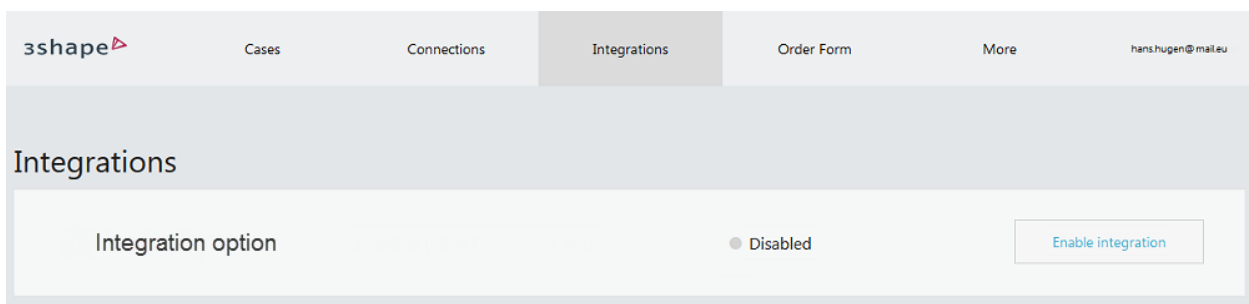 3shape Cases Connections Integrations Order Form More hans.hugen@mail.eu
Integrations
Integration option Disabled Enable integration